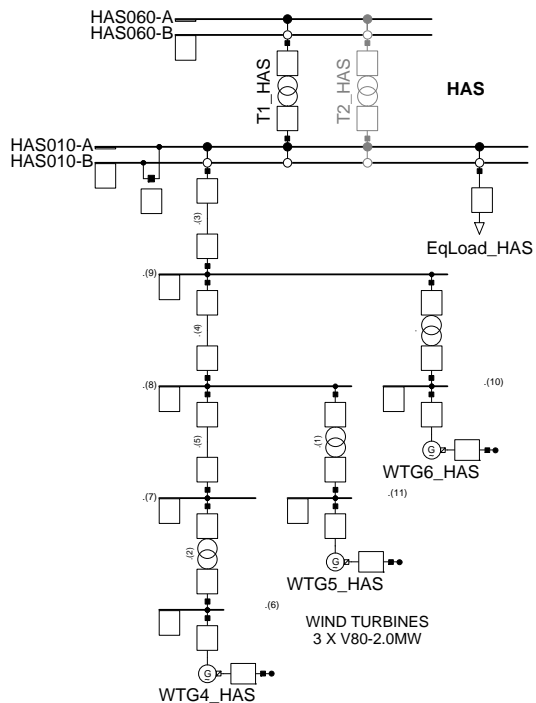 HAS060-A
HAS060-B
T1_HAS
T2_HAS
HAS
HAS010-A
HAS010-B
.(3)
EqLoad_HAS
.(9)
.(4)
.(8)
.(10)
.(5)
.(1)
G
WTG6_HAS
.(7)
.(11)
.(2)
G
WTG5_HAS
.(6)
WIND TURBINES
3 X V80-2.0MW
G
WTG4_HAS